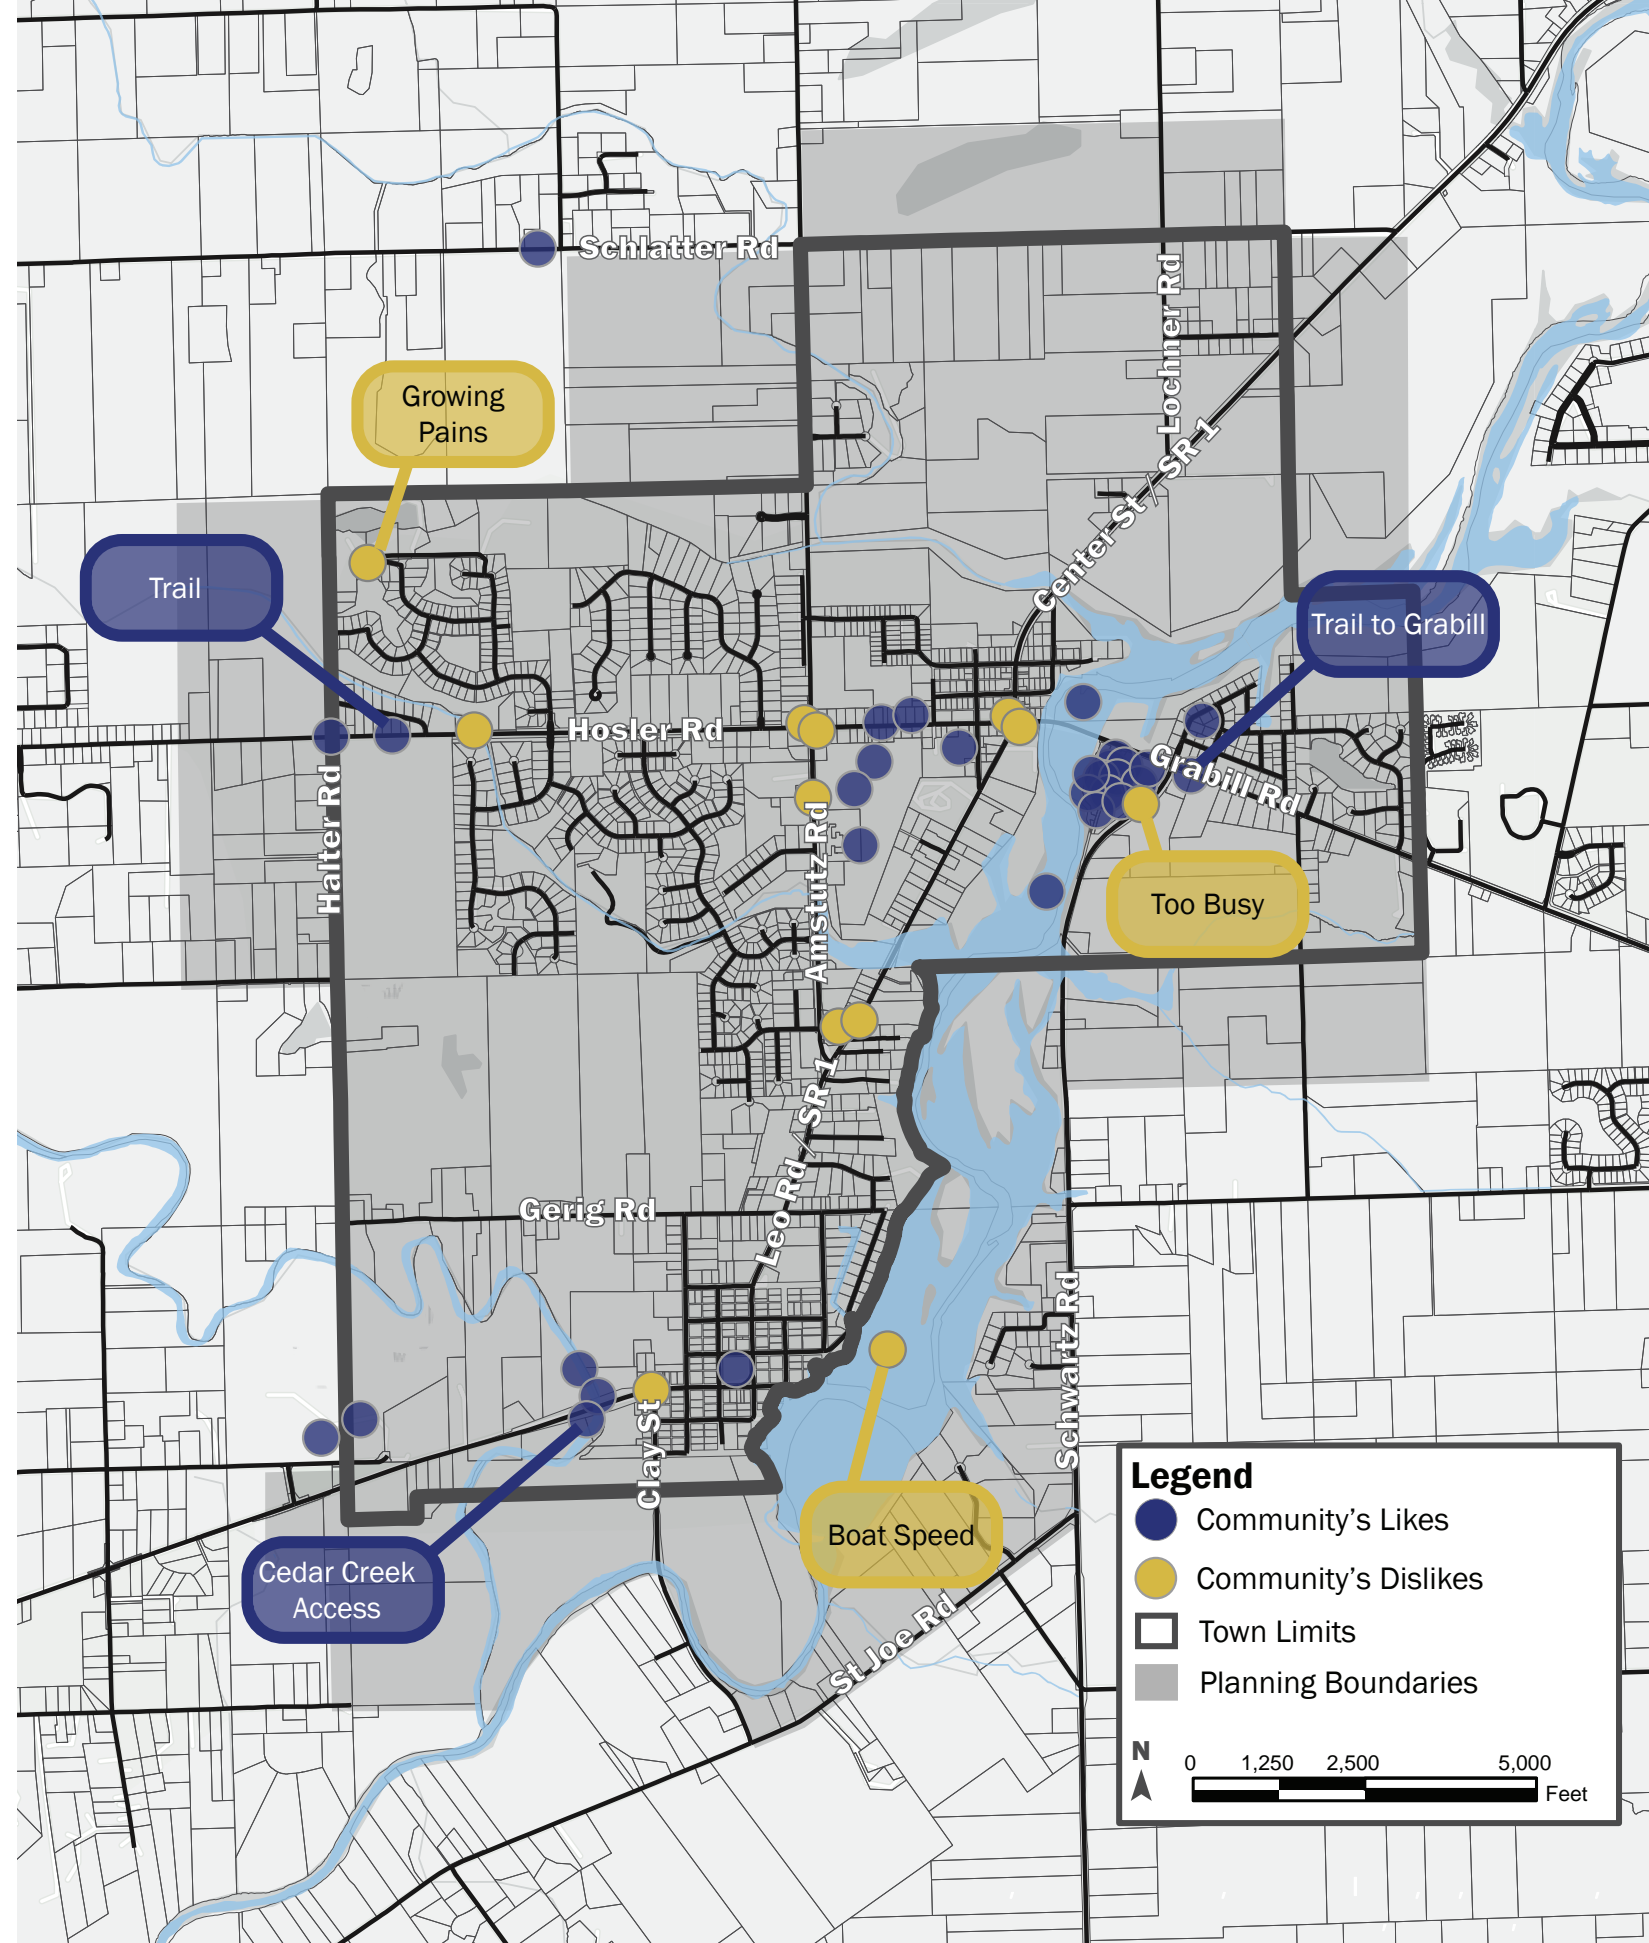 Schlatter Rd
Lochner Rd
Growing
Pains
Center St / SR 1
Trail
Trail to Grabill
Hosler Rd
Grabill Rd
Halter Rd
Amstutz Rd
Too Busy
Leo Rd / SR 1
Gerig Rd
Schwartz Rd
Clay St
Boat Speed
Cedar Creek
Access
St Joe Rd
Legend
Community's Likes
Community's Dislikes
Town Limits
Planning Boundaries
N
0 1,250 2,500 5,000
Feet